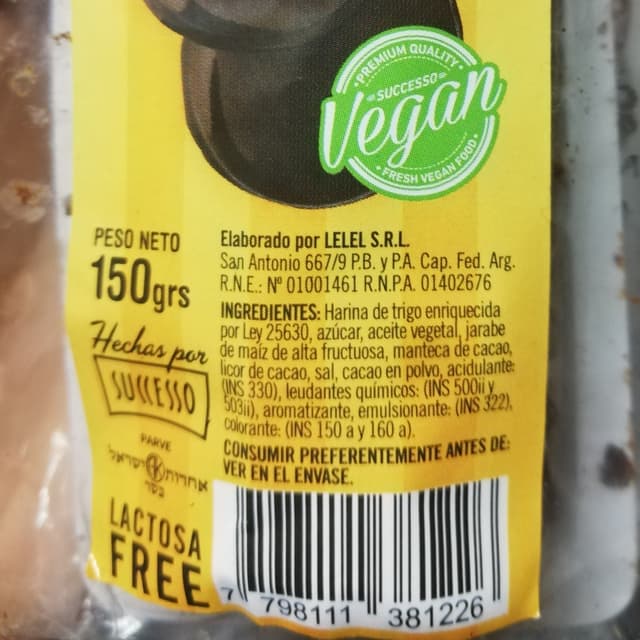 PREMIUM QUALITY
SUCCESSO
Vegan
FRESH VEGAN FOOD
PESO NETO
150grs
Hechas por
SUCCESSO
PARVE
אחדות ישראל
בשר
LACTOSA
FREE
Elaborado por LELEL S.R.L.
San Antonio 667/9 P.B. y P.A. Cap. Fed. Arg.
R.N.E.: Nº 01001461 R.N.P.A. 01402676
INGREDIENTES: Harina de trigo enriquecida
por Ley 25630, azúcar, aceite vegetal, jarabe
de maíz de alta fructuosa, manteca de cacao,
licor de cacao, sal, cacao en polvo, acidulante:
(INS 330), leudantes químicos: (INS 500ii y
503ii), aromatizante, emulsionante: (INS 322),
colorante: (INS 150 a y 160 a).
CONSUMIR PREFERENTEMENTE ANTES DE:
VER EN EL ENVASE.
7 798111 381226